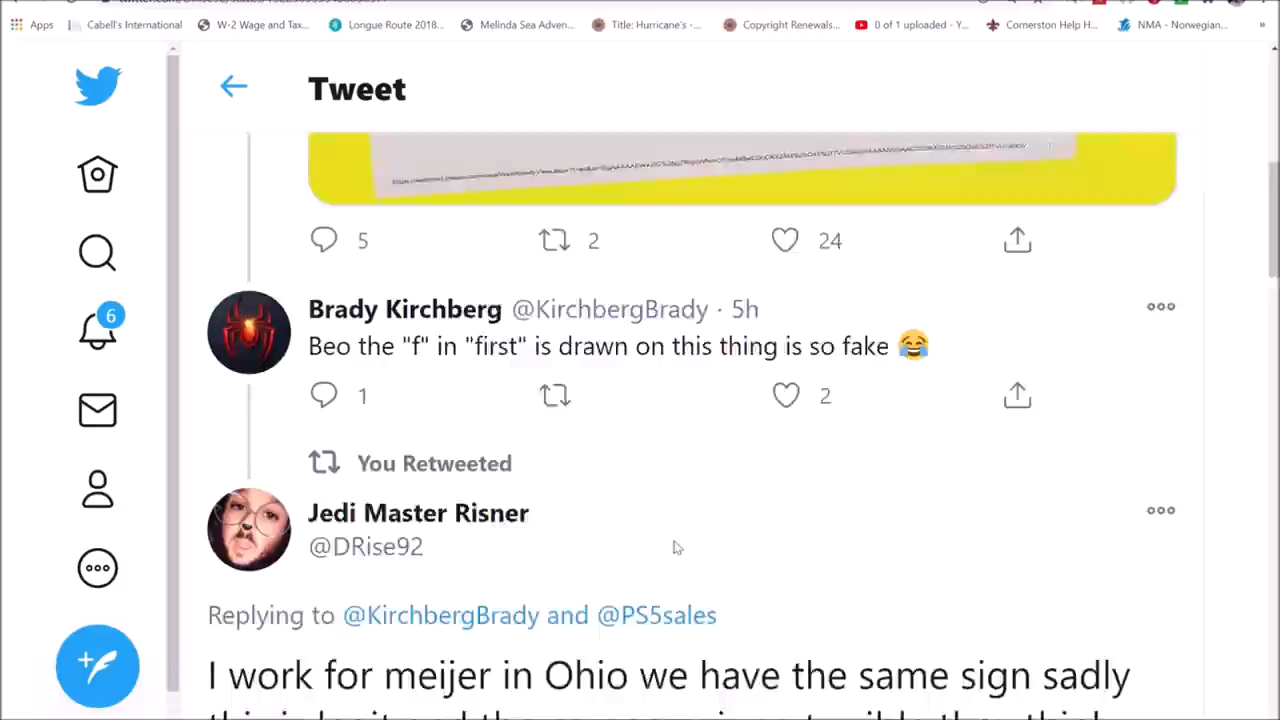 Apps
Cabell's International
W-2 Wage and Tax...
Longue Route 2018...
Melinda Sea Adven...
Title: Hurricane's -...
Copyright Renewals...
0 of 1 uploaded - Y...
Cornerston Help H...
NMA - Norwegian,...
»
Tweet
5 2 24
Brady Kirchberg @KirchbergBrady · 5h
Beo the "f" in "first" is drawn on this thing is so fake 😂
1 2
You Retweeted
Jedi Master Risner
@DRise92
Replying to @KirchbergBrady and @PS5sales
I work for meijer in Ohio we have the same sign sadly
6